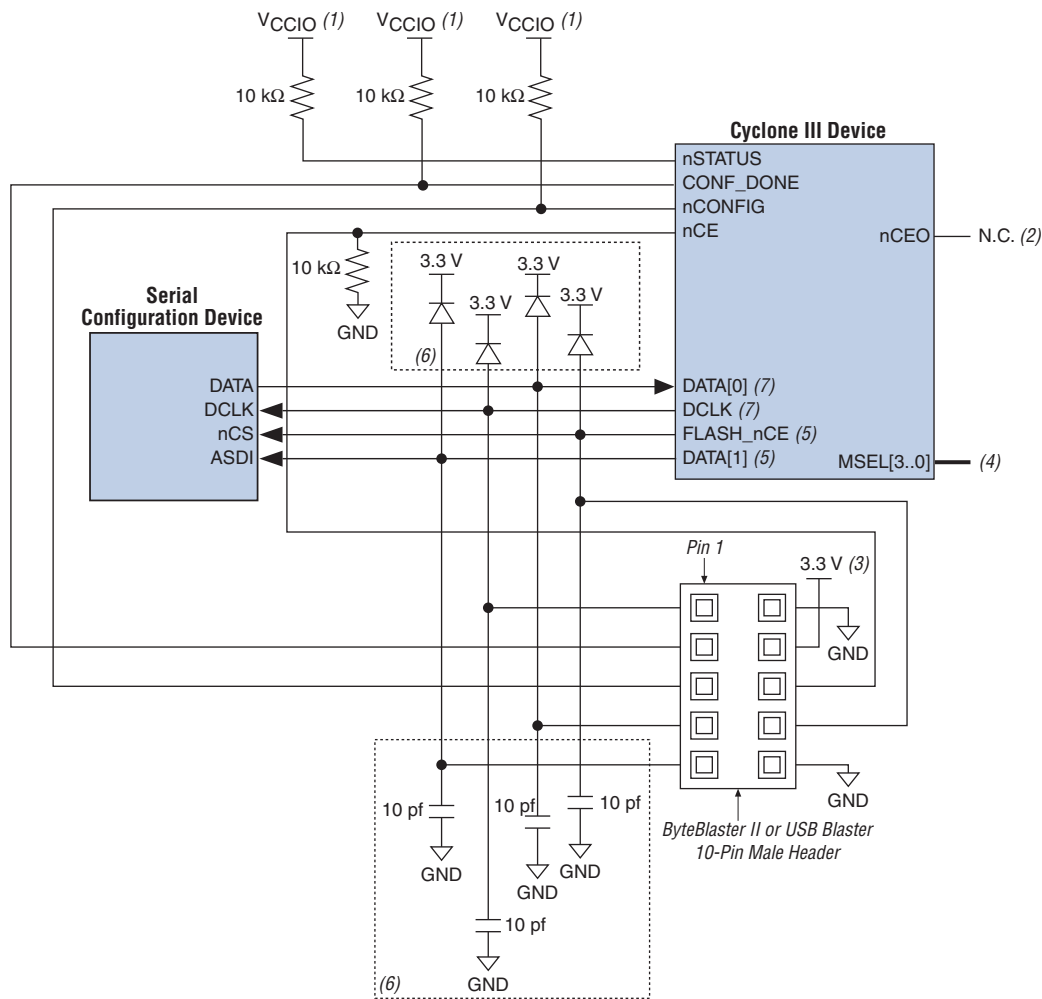 VCCIO (1) VCCIO (1) VCCIO (1)
10 kΩ 10 kΩ 10 kΩ
Cyclone III Device
nSTATUS
CONF_DONE
nCONFIG
nCE
nCEO N.C. (2)
10 kΩ
GND
3.3 V 3.3 V
3.3 V 3.3 V
(6)
Serial
Configuration Device
DATA
DCLK
nCS
ASDI
DATA[0] (7)
DCLK (7)
FLASH_nCE (5)
DATA[1] (5)
MSEL[3..0] (4)
Pin 1
3.3 V (3)
GND
GND
10 pf 10 pf 10 pf
GND GND GND
10 pf
GND
(6)
ByteBlaster II or USB Blaster
10-Pin Male Header